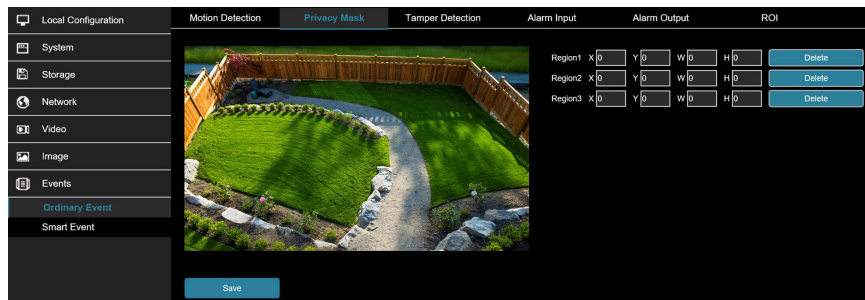 Local Configuration
Motion Detection Privacy Mask Tamper Detection Alarm Input Alarm Output ROI
System
Storage
Network
Video
Image
Events
Ordinary Event
Smart Event
Region1 X 0 Y 0 W 0 H 0 Delete
Region2 X 0 Y 0 W 0 H 0 Delete
Region3 X 0 Y 0 W 0 H 0 Delete
Save